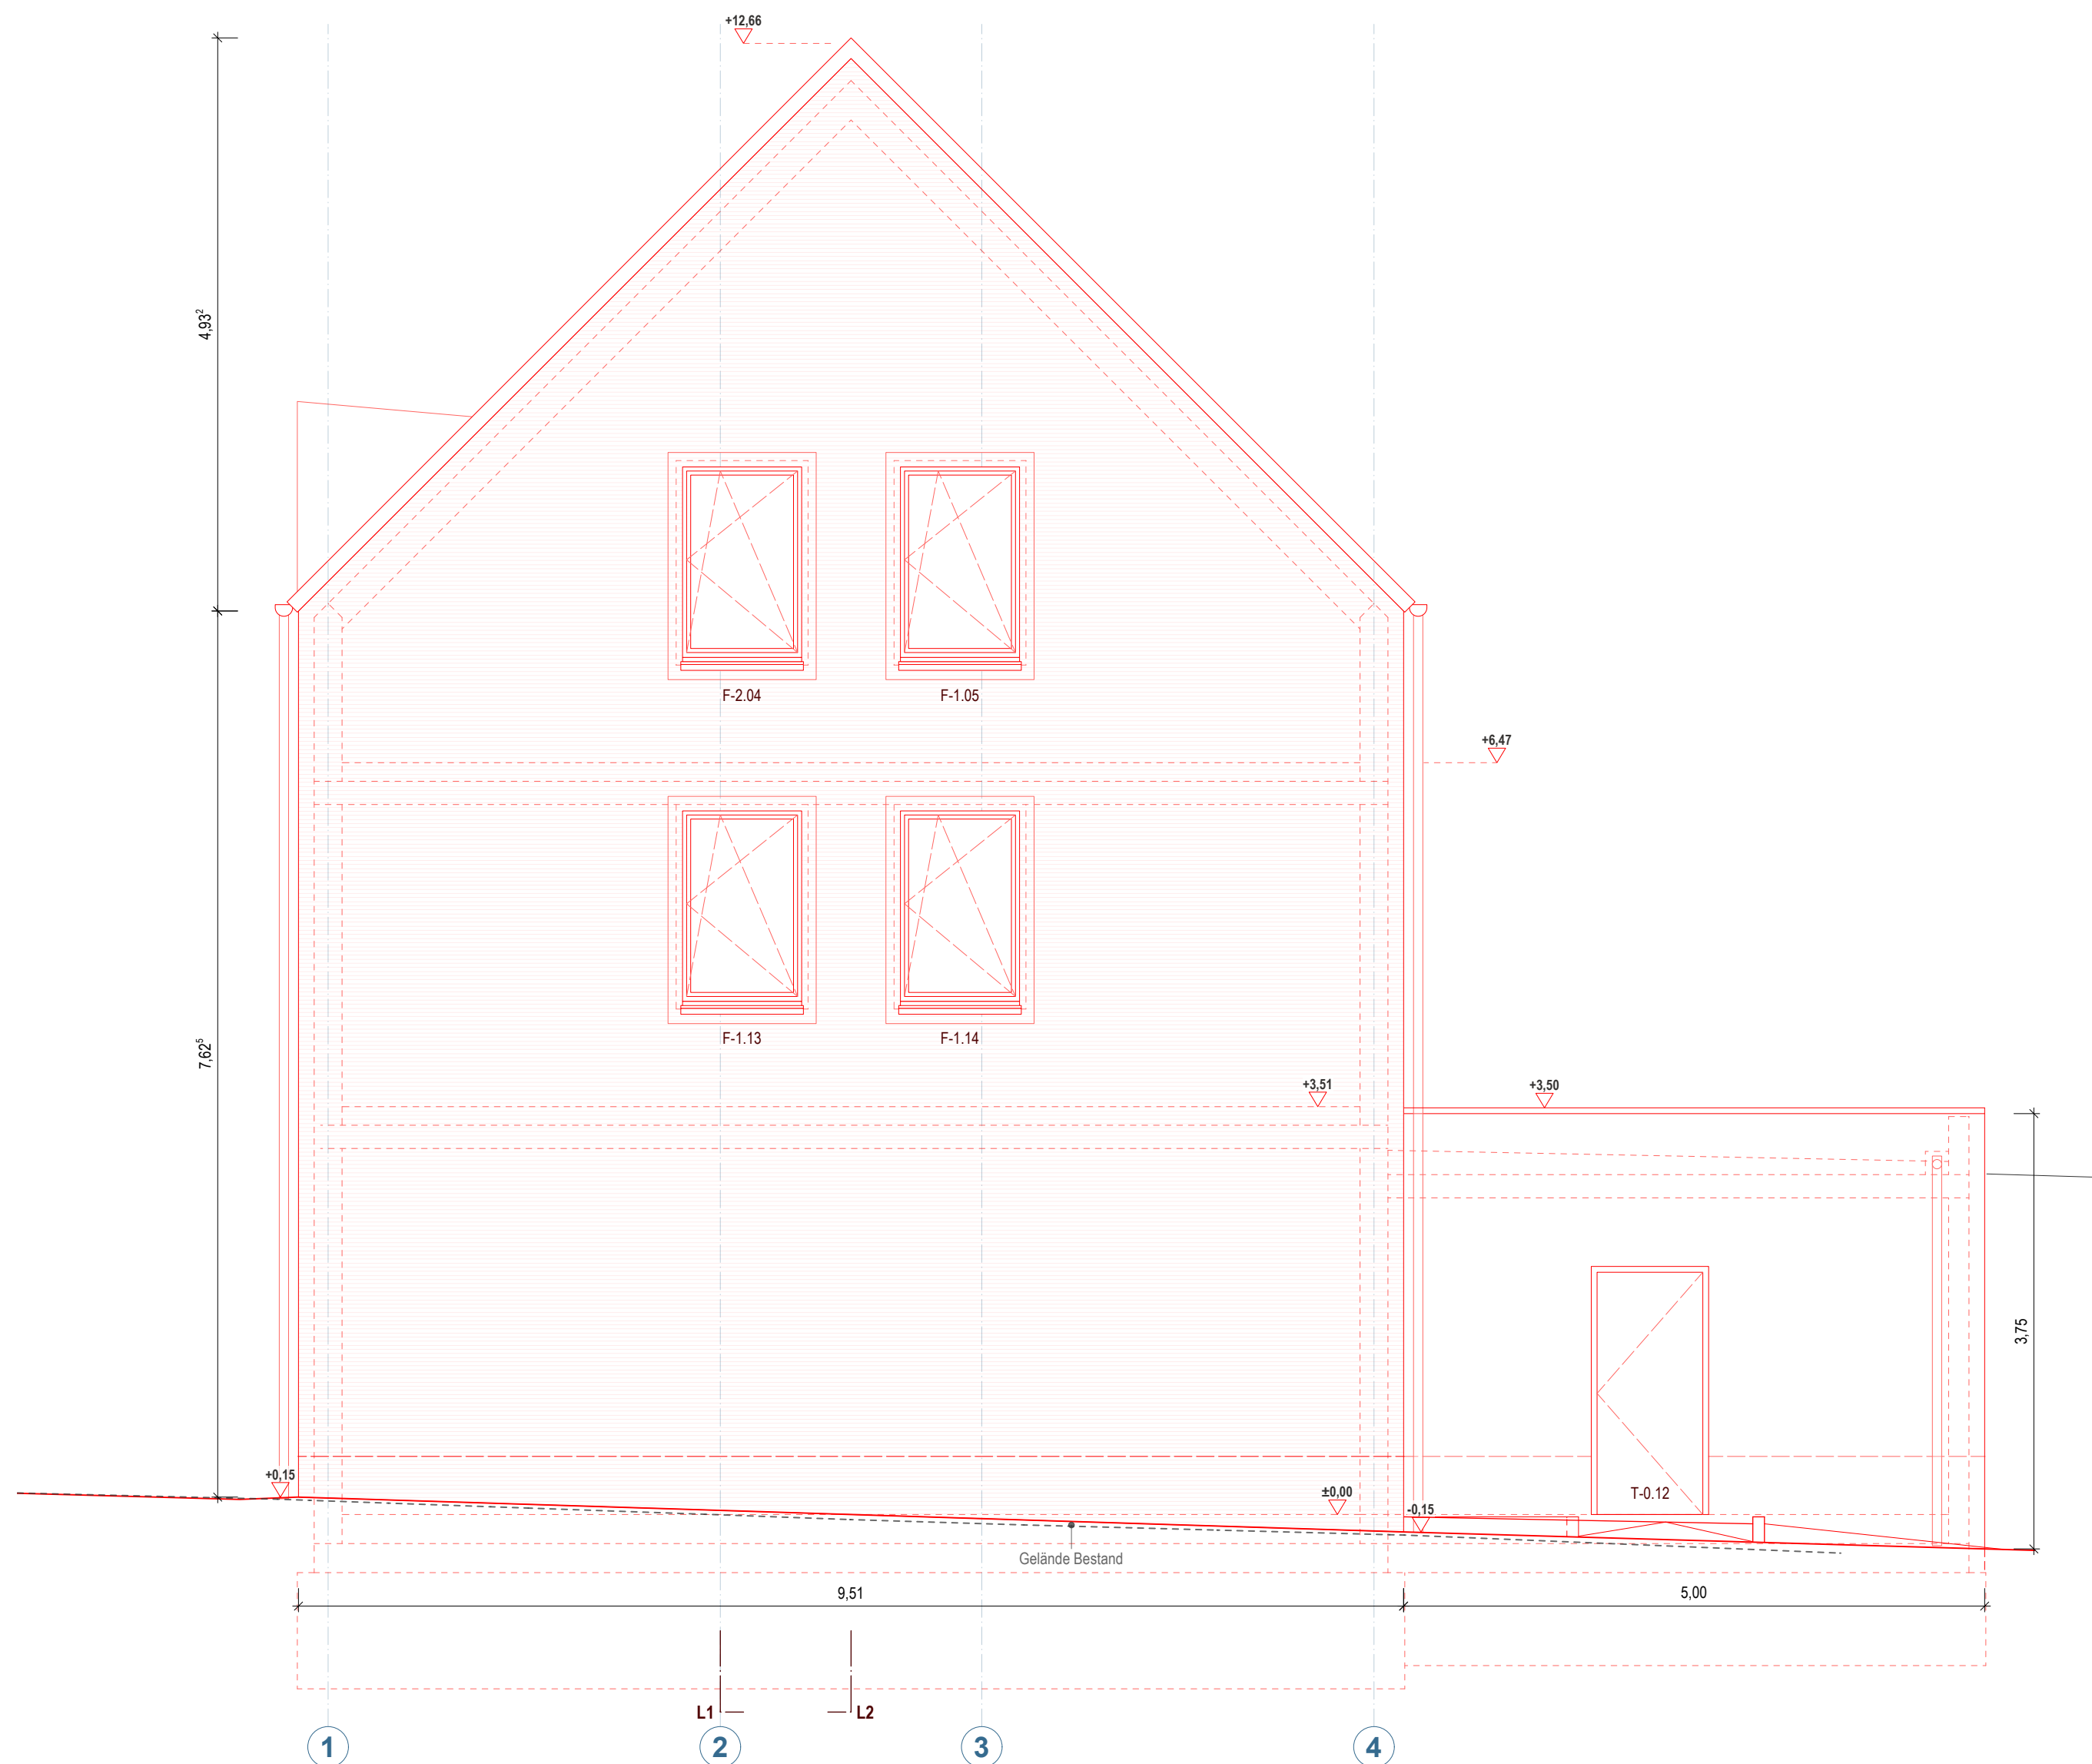 +12,66
4,93²
F-2.04
F-1.05
+6,47
F-1.13
F-1.14
7,62⁵
+3,51
+3,50
3,75
+0,15
±0,00
-0,15
T-0.12
Gelände Bestand
9,51
5,00
L1
L2
1
2
3
4